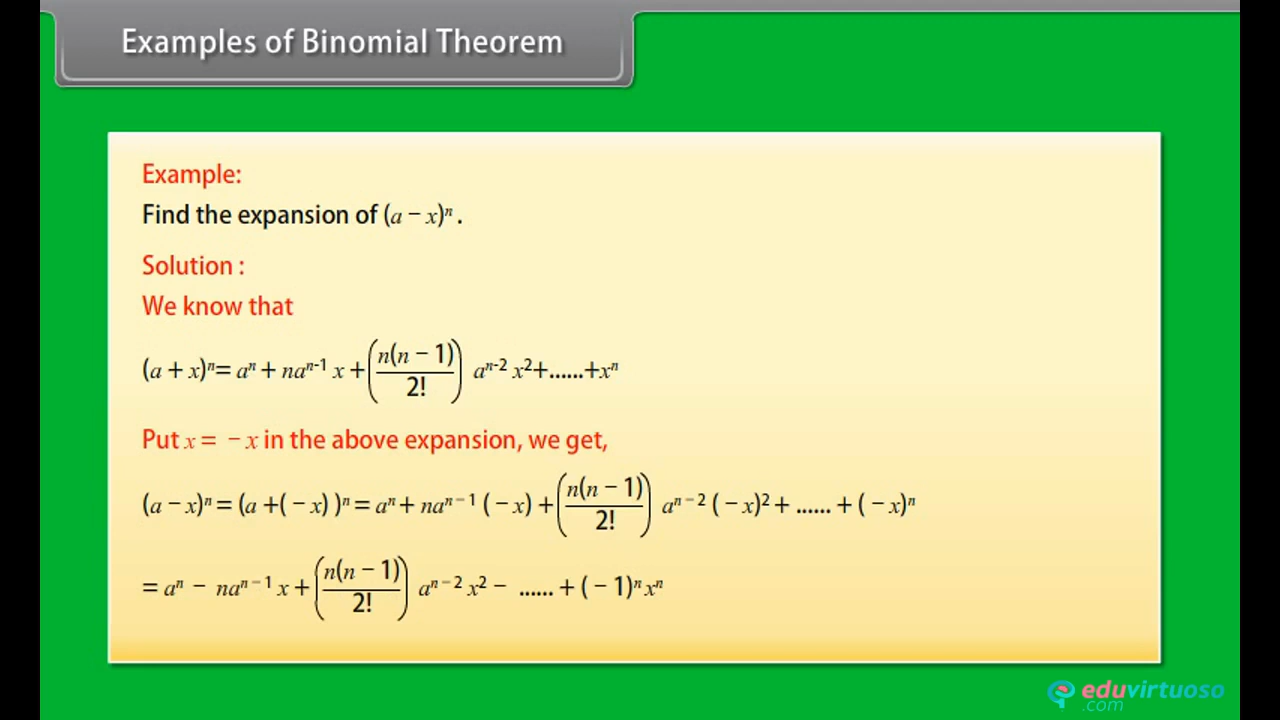 Examples of Binomial Theorem
Example:
Find the expansion of (a − x)ⁿ.
Solution :
We know that
(a + x)ⁿ= aⁿ + naⁿ⁻¹ x +(n(n − 1)/2!) aⁿ⁻² x²+......+xⁿ
Put x = − x in the above expansion, we get,
(a − x)ⁿ = (a +( − x) )ⁿ = aⁿ + naⁿ⁻¹ ( − x) +(n(n − 1)/2!) aⁿ⁻² ( − x)² + ...... + ( − x)ⁿ
= aⁿ − naⁿ⁻¹ x +(n(n − 1)/2!) aⁿ⁻² x² − ...... + ( − 1)ⁿ xⁿ
eduvirtuoso
.com